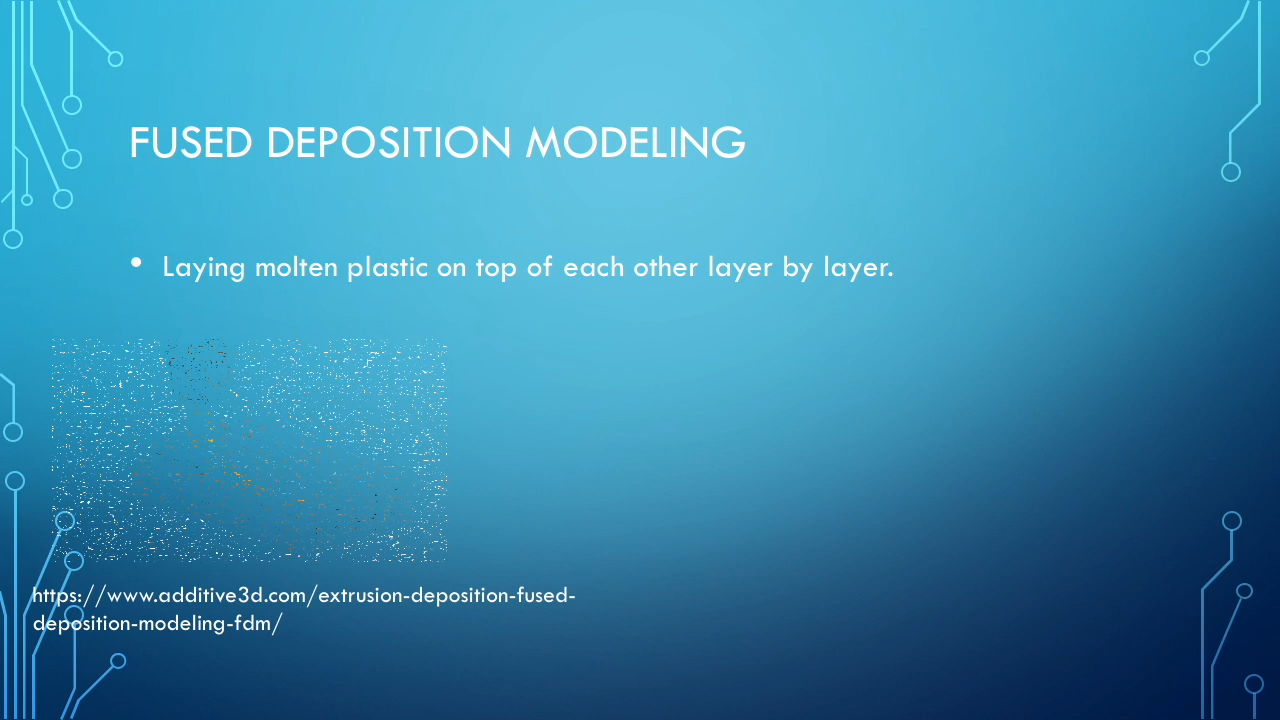 FUSED DEPOSITION MODELING
• Laying molten plastic on top of each other layer by layer.
https://www.additive3d.com/extrusion-deposition-fused-
deposition-modeling-fdm/